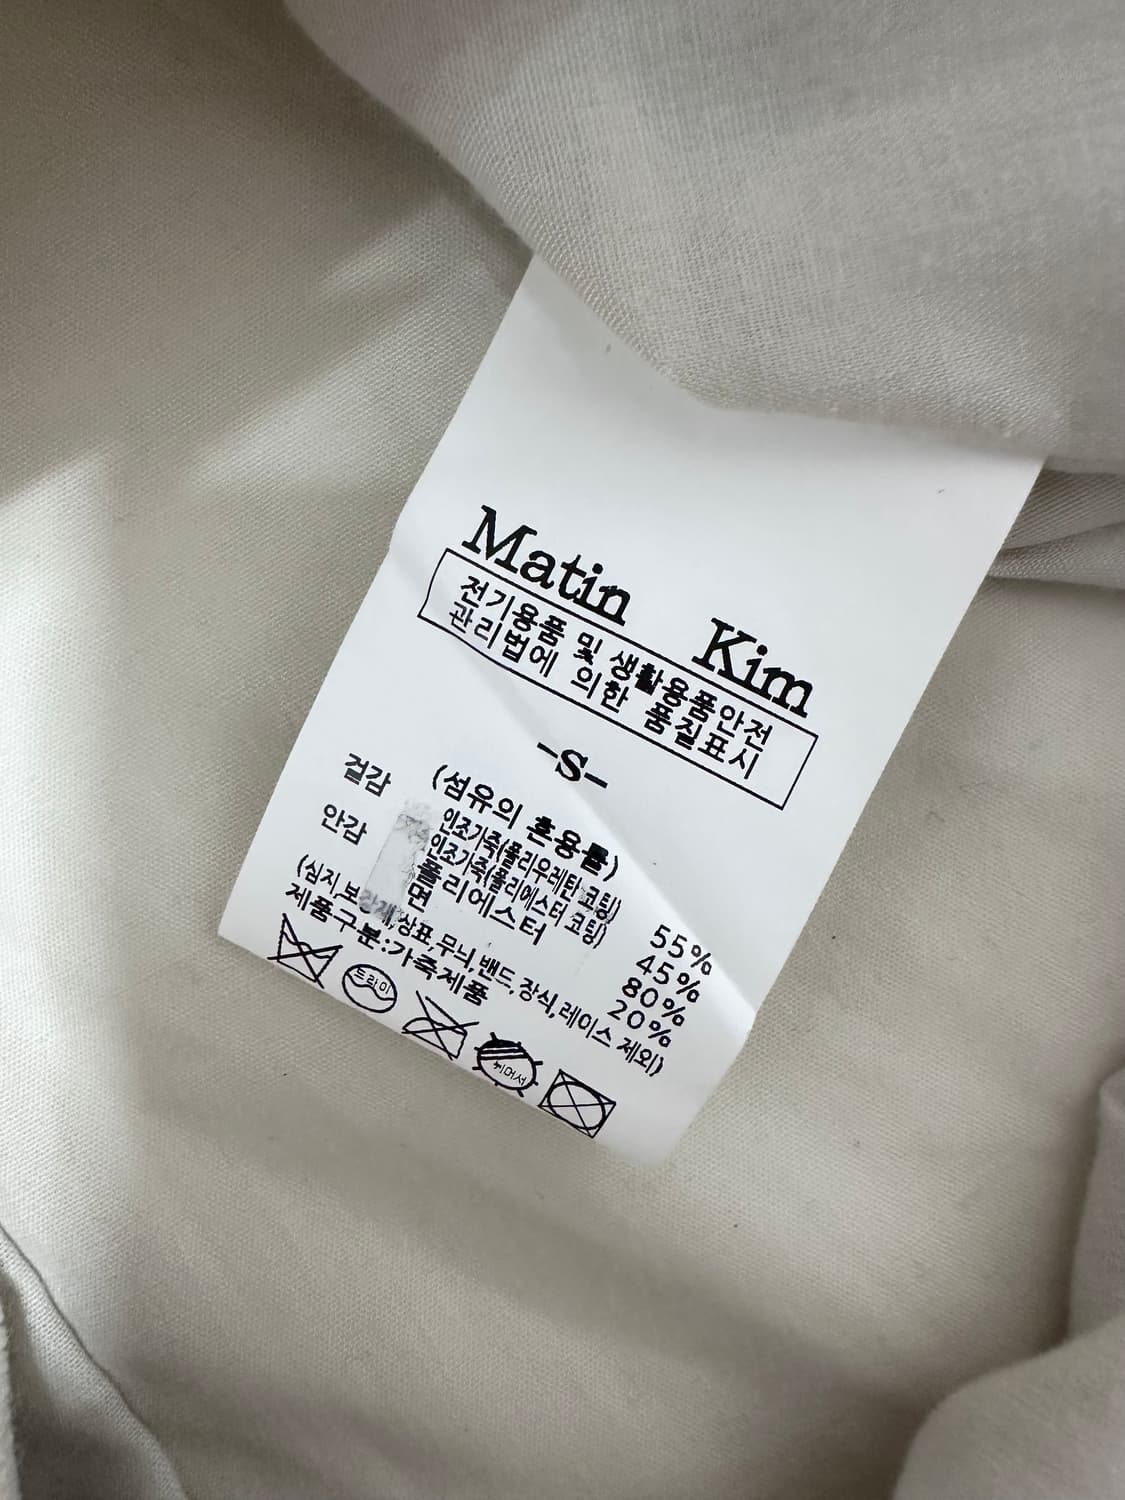 Matin Kim
전기용품 및 생활용품안전
관리법에 의한 품질표시
-S-
(섬유의 혼용률)
겉감 인조가죽(폴리우레탄 코팅) 55%
인조가죽(폴리에스터 코팅) 45%
안감 폴리에스터 80%
면 20%
(심지,보강재,상표,무늬,밴드,장식,레이스 제외)
제품구분:가죽제품
드라이
뉘어서